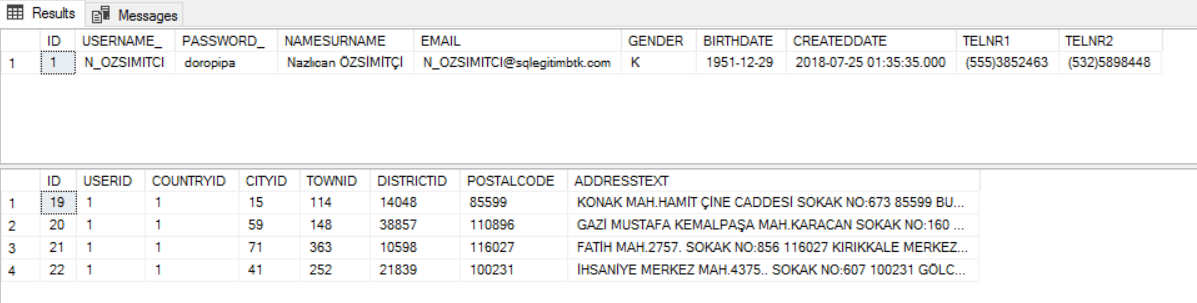 Results Messages
ID USERNAME_ PASSWORD_ NAMESURNAME EMAIL GENDER BIRTHDATE CREATEDDATE TELNR1 TELNR2
1 1 N_OZSIMITCI doropipa Nazlıcan ÖZSİMİTÇİ N_OZSIMITCI@sqlegitimbtk.com K 1951-12-29 2018-07-25 01:35:35.000 (555)3852463 (532)5898448
ID USERID COUNTRYID CITYID TOWNID DISTRICTID POSTALCODE ADDRESSTEXT
1 19 1 1 15 114 14048 85599 KONAK MAH.HAMİT ÇİNE CADDESİ SOKAK NO:673 85599 BU...
2 20 1 1 59 148 38857 110896 GAZİ MUSTAFA KEMALPAŞA MAH.KARACAN SOKAK NO:160 ...
3 21 1 1 71 363 10598 116027 FATİH MAH.2757. SOKAK NO:856 116027 KIRIKKALE MERKEZ...
4 22 1 1 41 252 21839 100231 İHSANİYE MERKEZ MAH.4375.. SOKAK NO:607 100231 GÖLC...